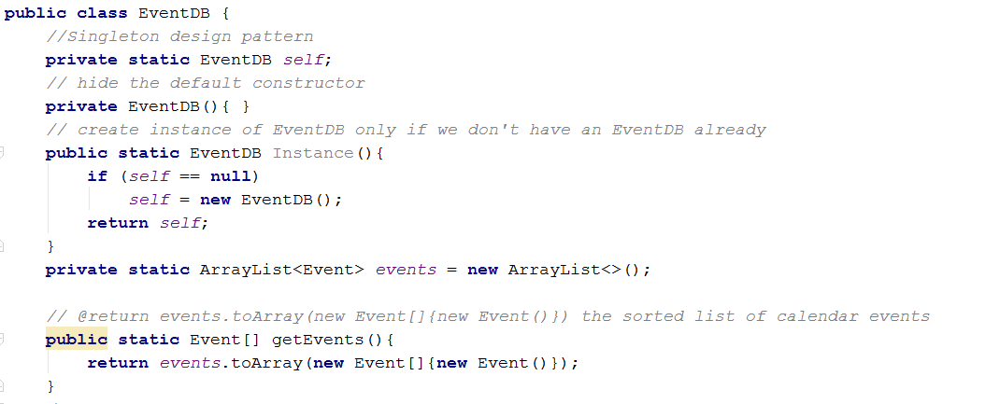 public class EventDB {
//Singleton design pattern
private static EventDB self;
// hide the default constructor
private EventDB(){ }
// create instance of EventDB only if we don't have an EventDB already
public static EventDB Instance(){
if (self == null)
self = new EventDB();
return self;
}
private static ArrayList<Event> events = new ArrayList<>();
// @return events.toArray(new Event[]{new Event()}) the sorted list of calendar events
public static Event[] getEvents(){
return events.toArray(new Event[]{new Event()});
}